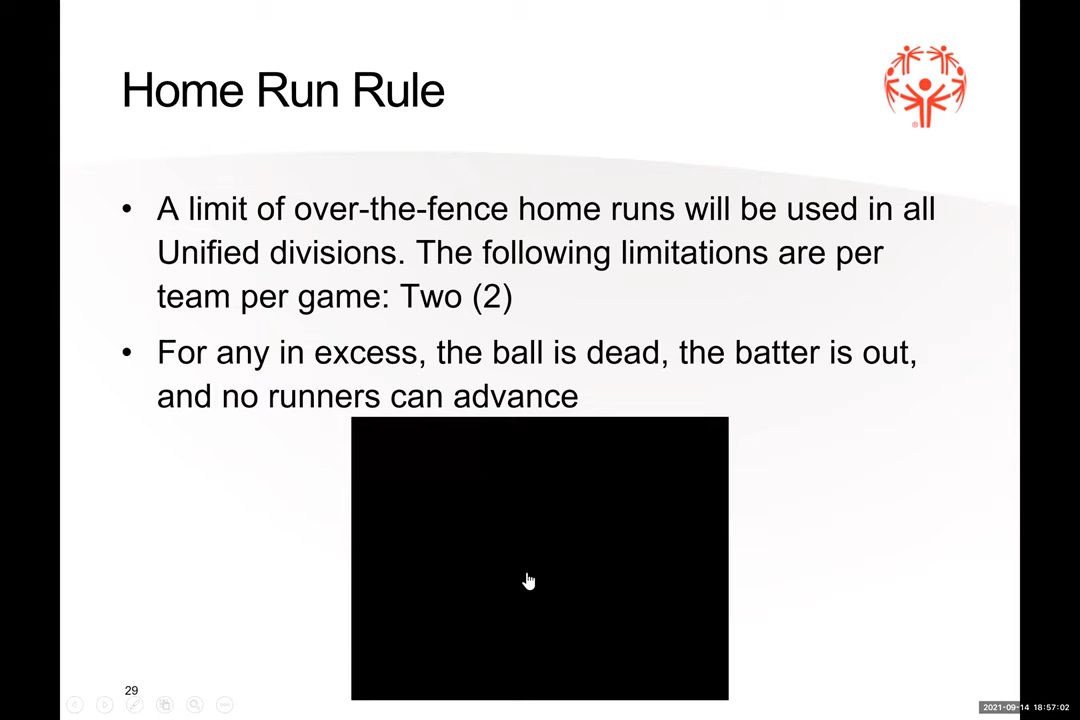 Home Run Rule
• A limit of over-the-fence home runs will be used in all
Unified divisions. The following limitations are per
team per game: Two (2)
• For any in excess, the ball is dead, the batter is out,
and no runners can advance
29
2021-09-14 18:57:02